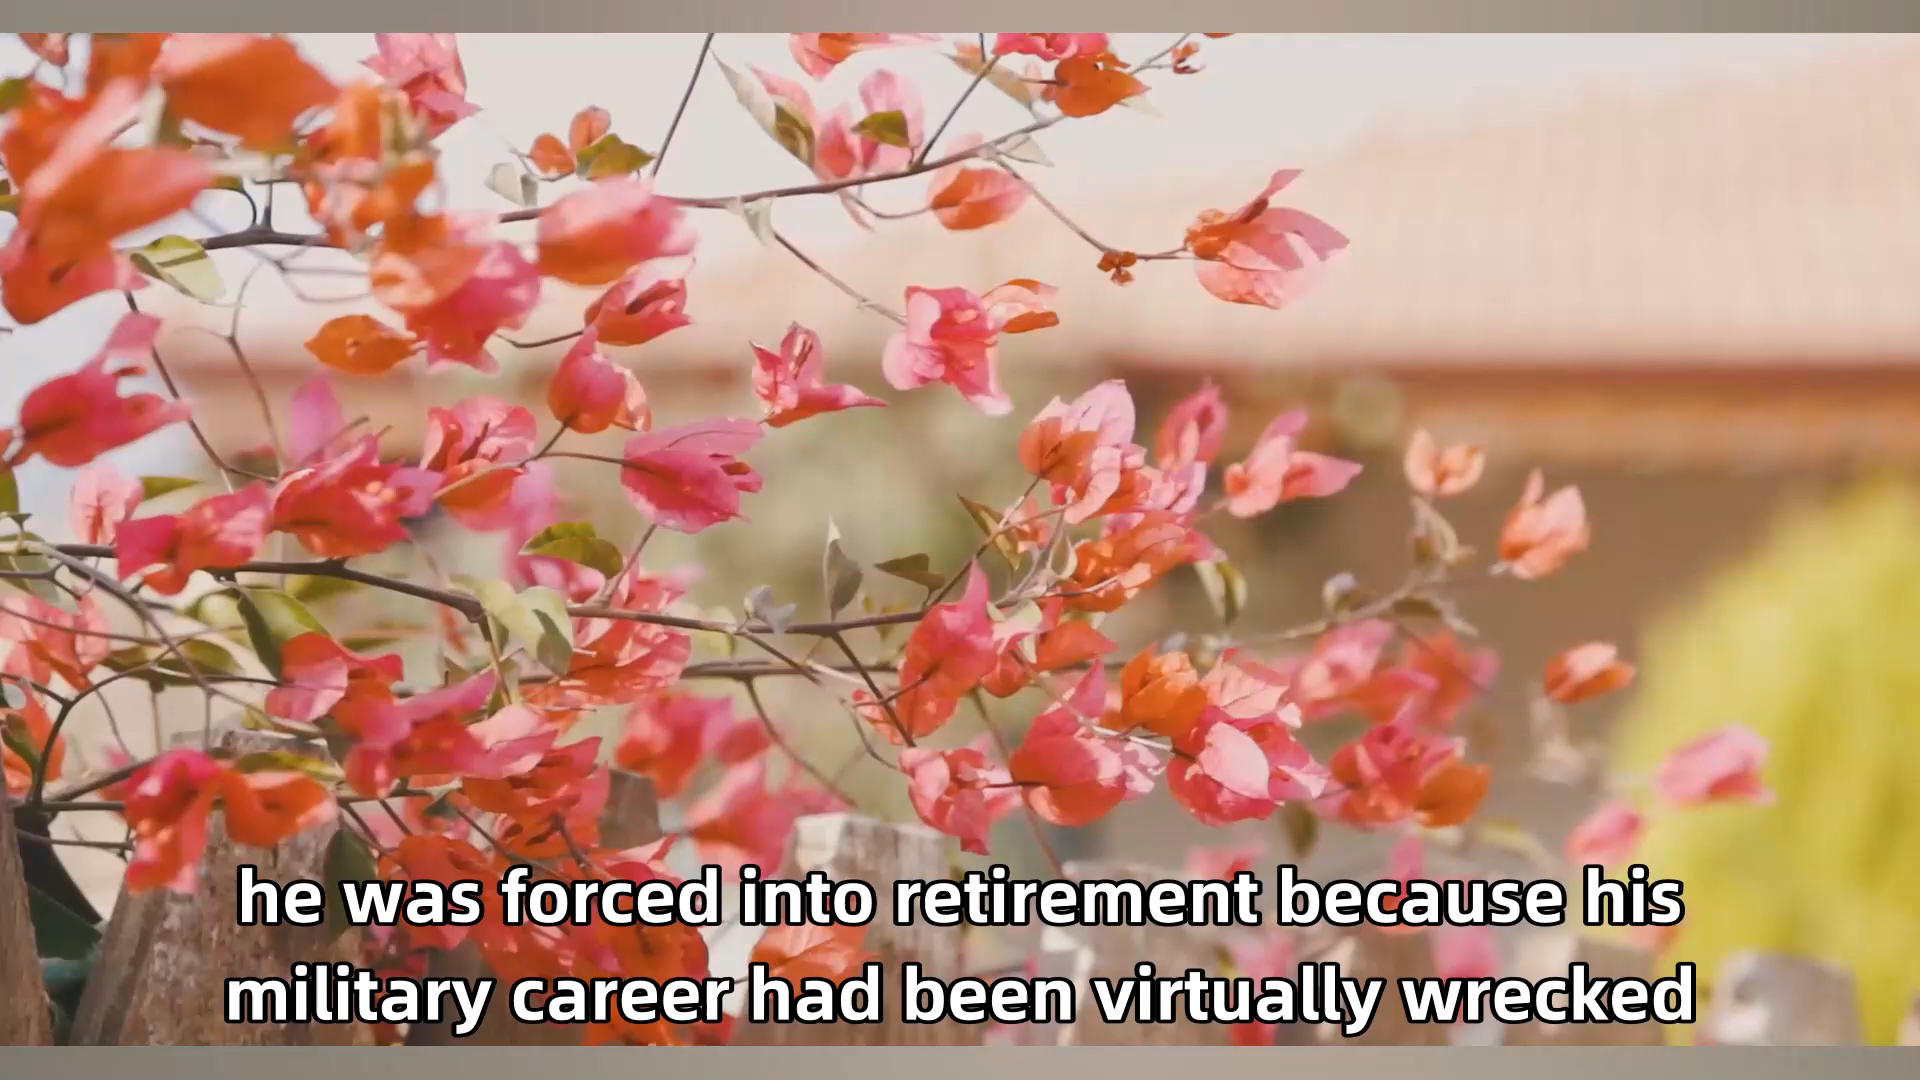 he was forced into retirement because his
military career had been virtually wrecked